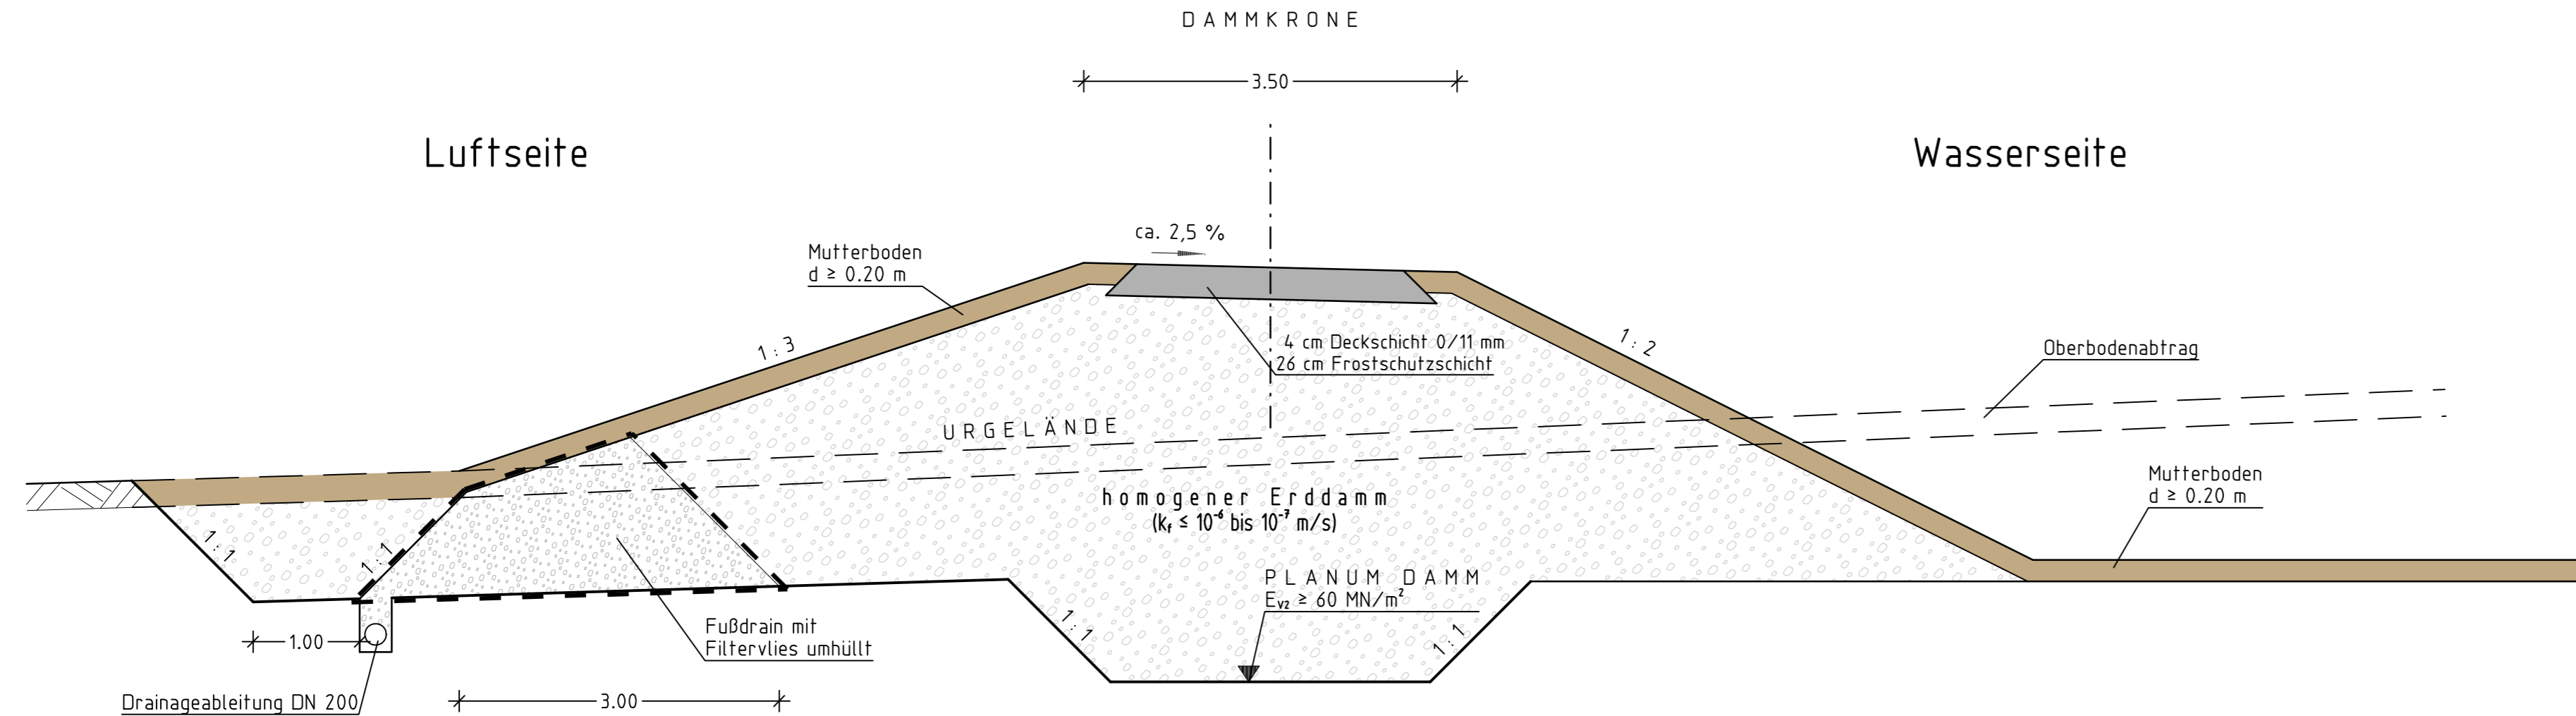 DAMMKRONE
3.50
Luftseite
Wasserseite
ca. 2,5 %
Mutterboden
d ≥ 0.20 m
1 : 3
4 cm Deckschicht 0/11 mm
26 cm Frostschutzschicht
1 : 2
Oberbodenabtrag
URGELÄNDE
homogener Erddamm
(kf ≤ 10⁻⁶ bis 10⁻⁷ m/s)
Mutterboden
d ≥ 0.20 m
1 : 1
1 : 1
PLANUM DAMM
Ev2 ≥ 60 MN/m²
1 : 1
1 : 1
1.00
Fußdrain mit
Filtervlies umhüllt
Drainageableitung DN 200
3.00